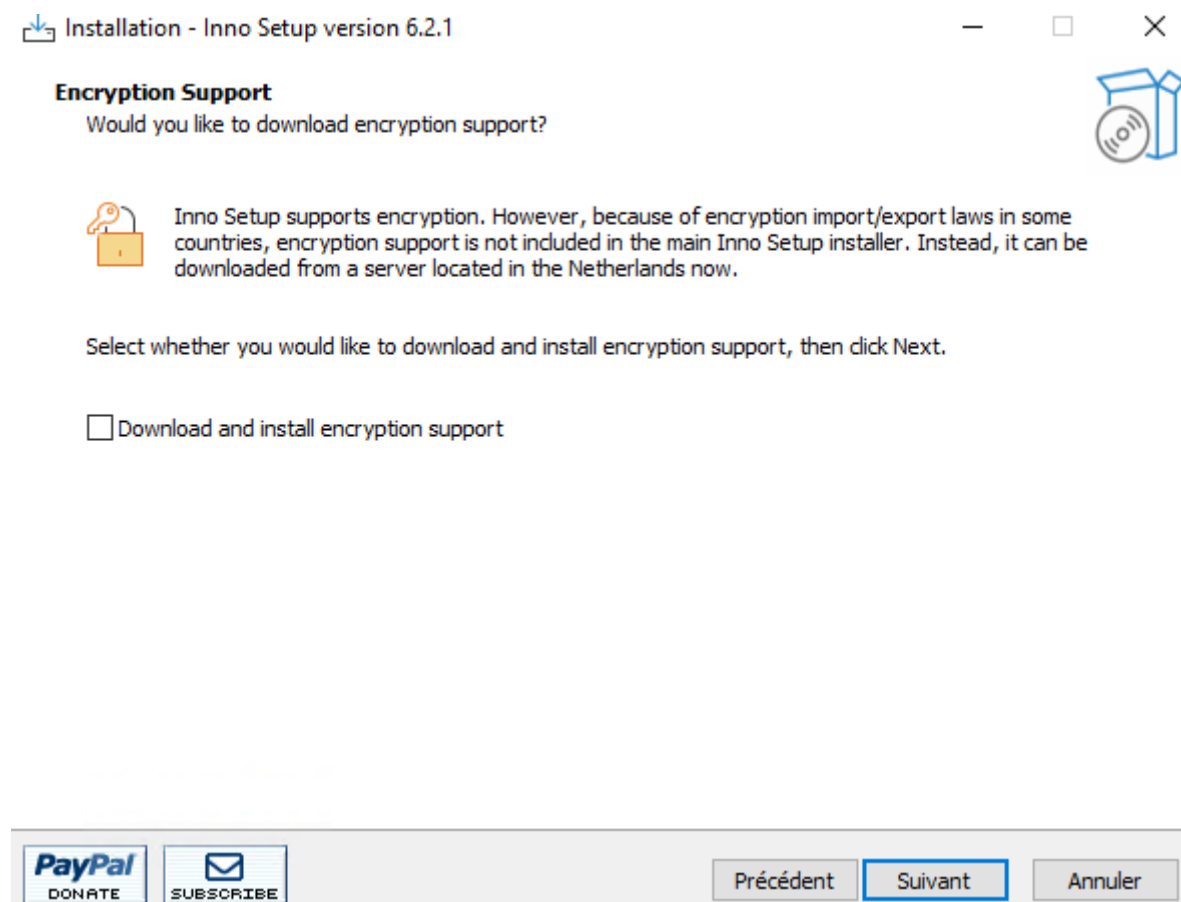 Installation - Inno Setup version 6.2.1
Encryption Support
Would you like to download encryption support?
Inno Setup supports encryption. However, because of encryption import/export laws in some
countries, encryption support is not included in the main Inno Setup installer. Instead, it can be
downloaded from a server located in the Netherlands now.
Select whether you would like to download and install encryption support, then click Next.
Download and install encryption support
PayPal
DONATE
SUBSCRIBE
Précédent
Suivant
Annuler